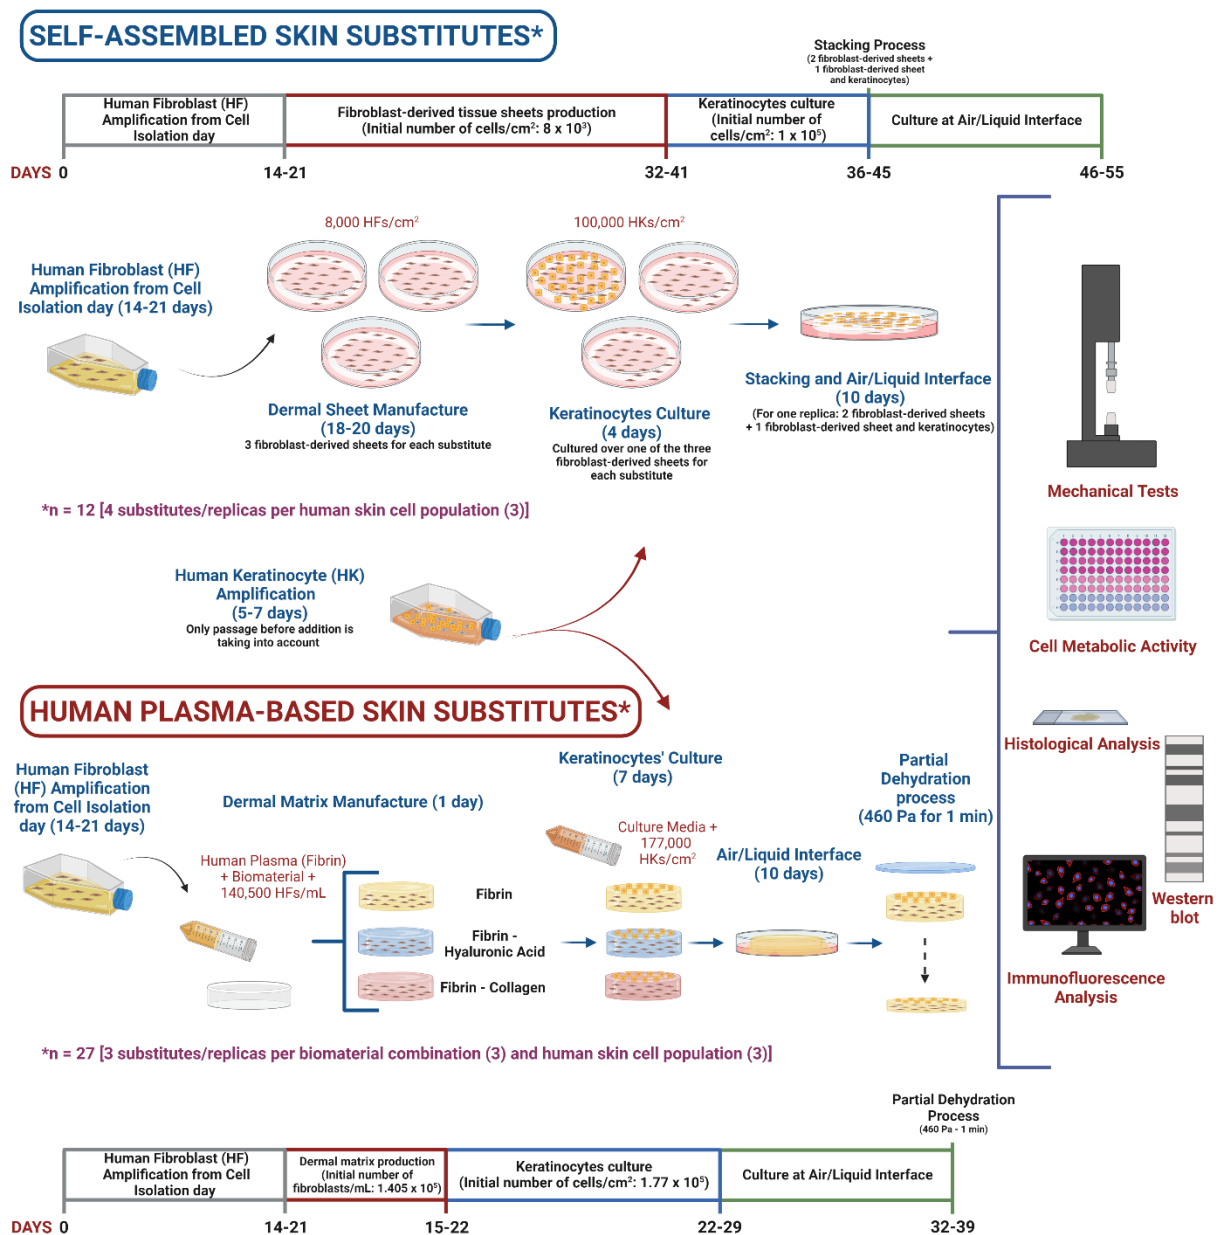 SELF-ASSEMBLED SKIN SUBSTITUTES*
Stacking Process
(2 fibroblast-derived sheets +
1 fibroblast-derived sheet
and keratinocytes)
Human Fibroblast (HF)
Amplification from Cell
Isolation day
Fibroblast-derived tissue sheets production
(Initial number of cells/cm²: 8 x 10³)
Keratinocytes culture
(Initial number of
cells/cm²: 1 x 10⁵)
Culture at Air/Liquid Interface
DAYS 0
14-21
32-41
36-45
46-55
8,000 HFs/cm²
100,000 HKs/cm²
Human Fibroblast (HF)
Amplification from Cell
Isolation day (14-21 days)
Dermal Sheet Manufacture
(18-20 days)
3 fibroblast-derived sheets for each substitute
Keratinocytes Culture
(4 days)
Cultured over one of the three
fibroblast-derived sheets for
each substitute
Stacking and Air/Liquid Interface
(10 days)
(For one replica: 2 fibroblast-derived sheets
+ 1 fibroblast-derived sheet and keratinocytes)
Mechanical Tests
*n = 12 [4 substitutes/replicas per human skin cell population (3)]
Human Keratinocyte (HK)
Amplification
(5-7 days)
Only passage before addition is
taking into account
Cell Metabolic Activity
HUMAN PLASMA-BASED SKIN SUBSTITUTES*
Histological Analysis
Human Fibroblast
(HF) Amplification
from Cell Isolation
day (14-21 days)
Dermal Matrix Manufacture (1 day)
Keratinocytes' Culture
(7 days)
Partial
Dehydration
process
(460 Pa for 1 min)
Human Plasma (Fibrin)
+ Biomaterial +
140,500 HFs/mL
Culture Media +
177,000
HKs/cm²
Air/Liquid Interface
(10 days)
Fibrin
Fibrin -
Hyaluronic Acid
Fibrin - Collagen
Western
blot
Immunofluorescence
Analysis
*n = 27 [3 substitutes/replicas per biomaterial combination (3) and human skin cell population (3)]
Partial Dehydration
Process
(460 Pa - 1 min)
Human Fibroblast (HF)
Amplification from Cell
Isolation day
Dermal matrix production
(Initial number of
fibroblasts/mL: 1.405 x 10⁵)
Keratinocytes culture
(Initial number of cells/cm²: 1.77 x 10⁵)
Culture at Air/Liquid Interface
DAYS 0
14-21
15-22
22-29
32-39